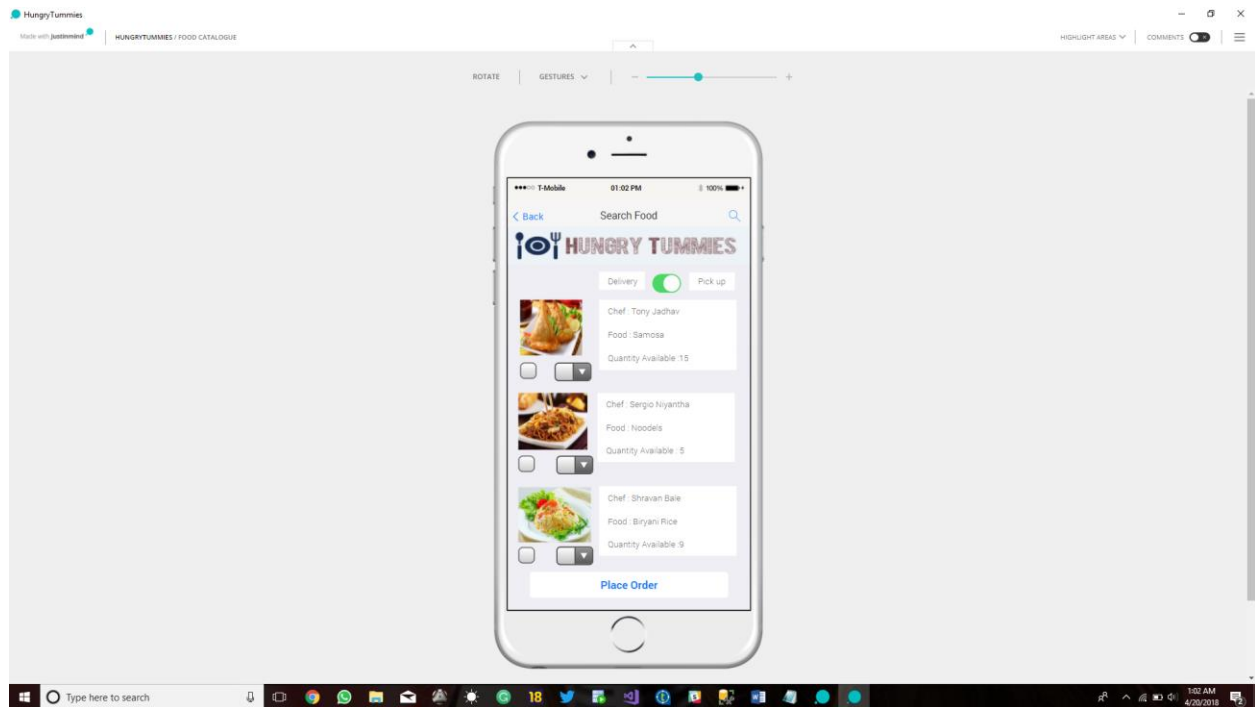 HungryTummies
Made with justinmind
HUNGRYTUMMIES / FOOD CATALOGUE
HIGHLIGHT AREAS
COMMENTS
ROTATE
GESTURES
T-Mobile 01:02 PM 100%
Back Search Food
HUNGRY TUMMIES
Delivery Pick up
Chef : Tony Jadhav
Food : Samosa
Quantity Available :15
Chef : Sergio Niyantha
Food : Noodels
Quantity Available : 5
Chef : Shravan Bale
Food : Biryani Rice
Quantity Available :9
Place Order
Type here to search
18
1:02 AM
4/20/2018